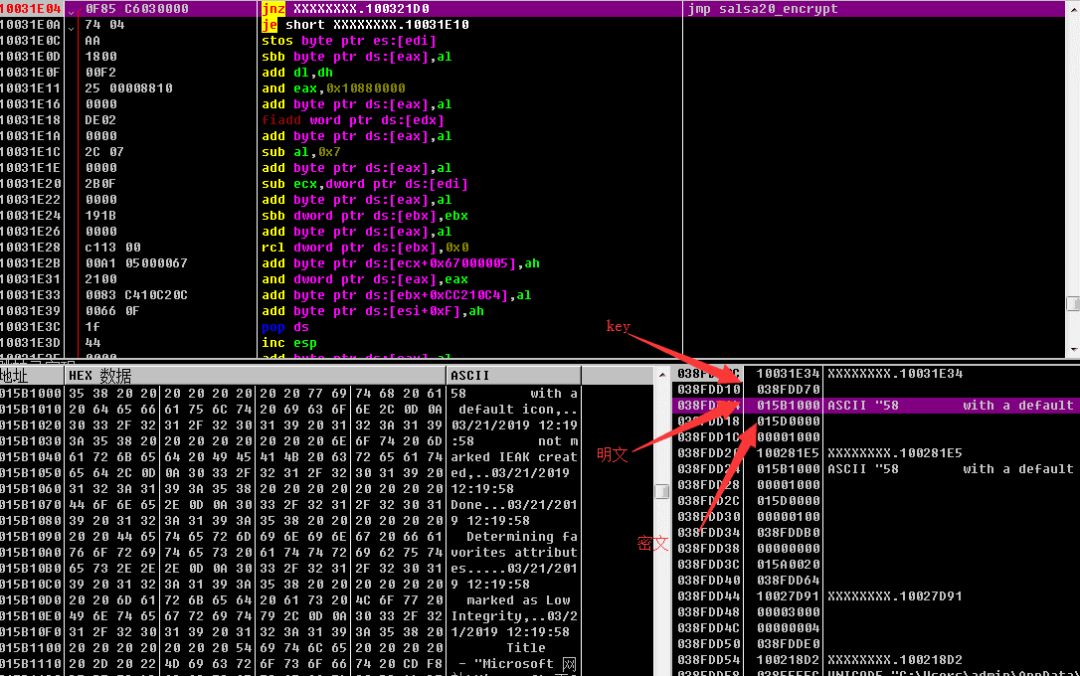 10031E04 0F85 C6030000 jnz XXXXXXXX.100321D0 jmp salsa20_encrypt
10031E0A 74 04 je short XXXXXXXX.10031E10
10031E0C AA stos byte ptr es:[edi]
10031E0D 1800 sbb byte ptr ds:[eax],al
10031E0F 00F2 add dl,dh
10031E11 25 00008810 and eax,0x10880000
10031E16 0000 add byte ptr ds:[eax],al
10031E18 DE02 fiadd word ptr ds:[edx]
10031E1A 0000 add byte ptr ds:[eax],al
10031E1C 2C 07 sub al,0x7
10031E1E 0000 add byte ptr ds:[eax],al
10031E20 2B0F sub ecx,dword ptr ds:[edi]
10031E22 0000 add byte ptr ds:[eax],al
10031E24 191B sbb dword ptr ds:[ebx],ebx
10031E26 0000 add byte ptr ds:[eax],al
10031E28 c113 00 rcl dword ptr ds:[ebx],0x0
10031E2B 00A1 05000067 add byte ptr ds:[ecx+0x67000005],ah
10031E31 2100 and dword ptr ds:[eax],eax
10031E33 0083 C410C20C add byte ptr ds:[ebx+0xCC210C4],al
10031E39 0066 0F add byte ptr ds:[esi+0xF],ah
10031E3C 1f pop ds
10031E3D 44 inc esp
key
明文
密文
地址 HEX 数据 ASCII
015B1000 35 38 20 20 20 20 20 20 20 20 77 69 74 68 20 61 58 with a
015B1010 20 64 65 66 61 75 6C 74 20 69 63 6F 6E 2C 0D 0A default icon,..
015B1020 30 33 2F 32 31 2F 32 30 31 39 20 31 32 3A 31 39 03/21/2019 12:19
015B1030 3A 35 38 20 20 20 20 20 20 20 20 6E 6F 74 20 6D :58 not m
015B1040 61 72 6B 65 64 20 49 45 41 4B 20 63 72 65 61 74 arked IEAK creat
015B1050 65 64 2C 0D 0A 30 33 2F 32 31 2F 32 30 31 39 20 ed,..03/21/2019
015B1060 31 32 3A 31 39 3A 35 38 20 20 20 20 20 20 20 20 12:19:58
015B1070 44 6F 6E 65 2E 0D 0A 30 33 2F 32 31 2F 32 30 31 Done...03/21/201
015B1080 39 20 31 32 3A 31 39 3A 35 38 20 20 20 20 20 20 9 12:19:58
015B1090 20 20 44 65 74 65 72 6D 69 6E 69 6E 67 20 66 61 Determining fa
015B10A0 76 6F 72 69 74 65 73 20 61 74 74 72 69 62 75 74 vorites attribut
015B10B0 65 73 2E 2E 2E 0D 0A 30 33 2F 32 31 2F 32 30 31 es.....03/21/201
015B10C0 39 20 31 32 3A 31 39 3A 35 38 20 20 20 20 20 20 9 12:19:58
015B10D0 20 20 6D 61 72 6B 65 64 20 61 73 20 4C 6F 77 20 marked as Low
015B10E0 49 6E 74 65 67 72 69 74 79 2C 0D 0A 30 33 2F 32 Integrity,..03/2
015B10F0 31 2F 32 30 31 39 20 31 32 3A 31 39 3A 35 38 20 1/2019 12:19:58
015B1100 20 20 20 20 20 20 20 54 69 74 6C 65 20 20 20 20 Title
015B1110 20 2D 20 22 4D 69 63 72 6F 73 6F 66 74 20 CD F8 - "Microsoft 网
10031E34 XXXXXXXX.10031E34
038FDD10 038FDD70
015B1000 ASCII "58 with a default
038FDD18 015D0000
038FDD1C 00001000
100281E5 XXXXXXXX.100281E5
015B1000 ASCII "58 with a default
038FDD28 00001000
038FDD2C 015D0000
038FDD30 00000100
038FDD34 038FDDB0
038FDD38 00000000
038FDD3C 015A0020
038FDD40 038FDD64
038FDD44 10027D91 XXXXXXXX.10027D91
038FDD48 00003000
038FDD4C 00000004
038FDD50 038FDDE0
038FDD54 100218D2 XXXXXXXX.100218D2